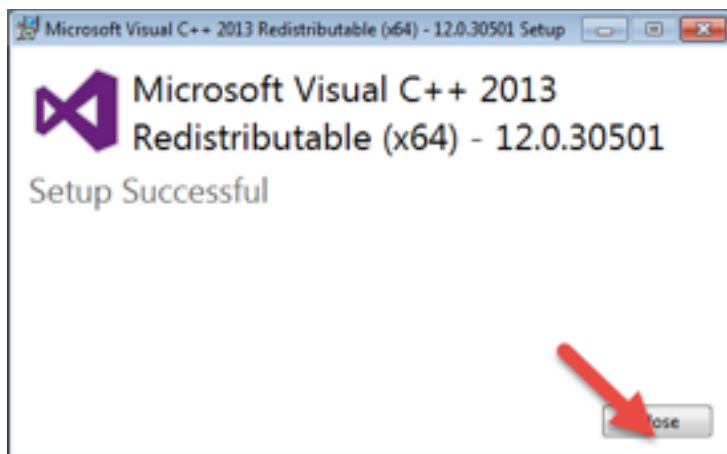 Microsoft Visual C++ 2013 Redistributable (x64) - 12.0.30501 Setup
Microsoft Visual C++ 2013
Redistributable (x64) - 12.0.30501
Setup Successful